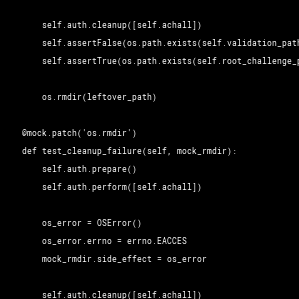 self.auth.cleanup([self.achall])
self.assertFalse(os.path.exists(self.validation_path
self.assertTrue(os.path.exists(self.root_challenge_p
os.rmdir(leftover_path)
@mock.patch('os.rmdir')
def test_cleanup_failure(self, mock_rmdir):
self.auth.prepare()
self.auth.perform([self.achall])
os_error = OSError()
os_error.errno = errno.EACCES
mock_rmdir.side_effect = os_error
self.auth.cleanup([self.achall])